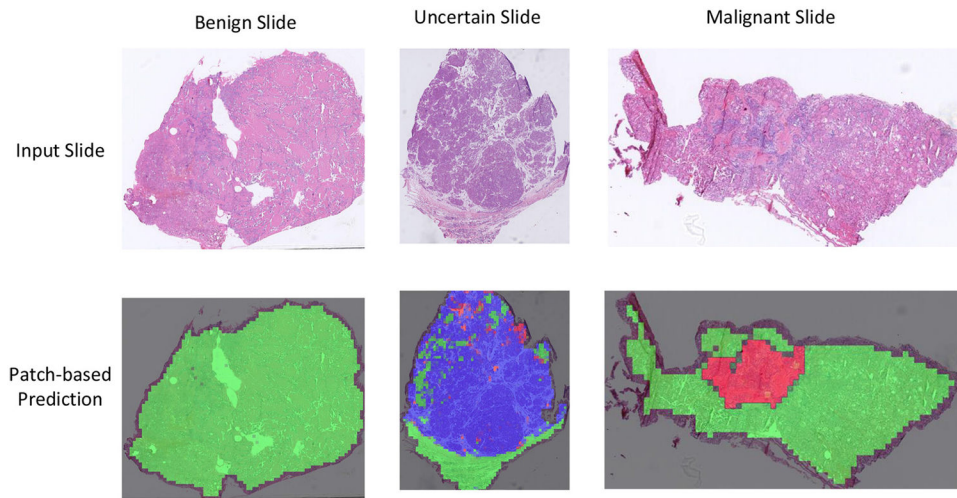 Benign Slide
Uncertain Slide
Malignant Slide
Input Slide
Patch-based
Prediction